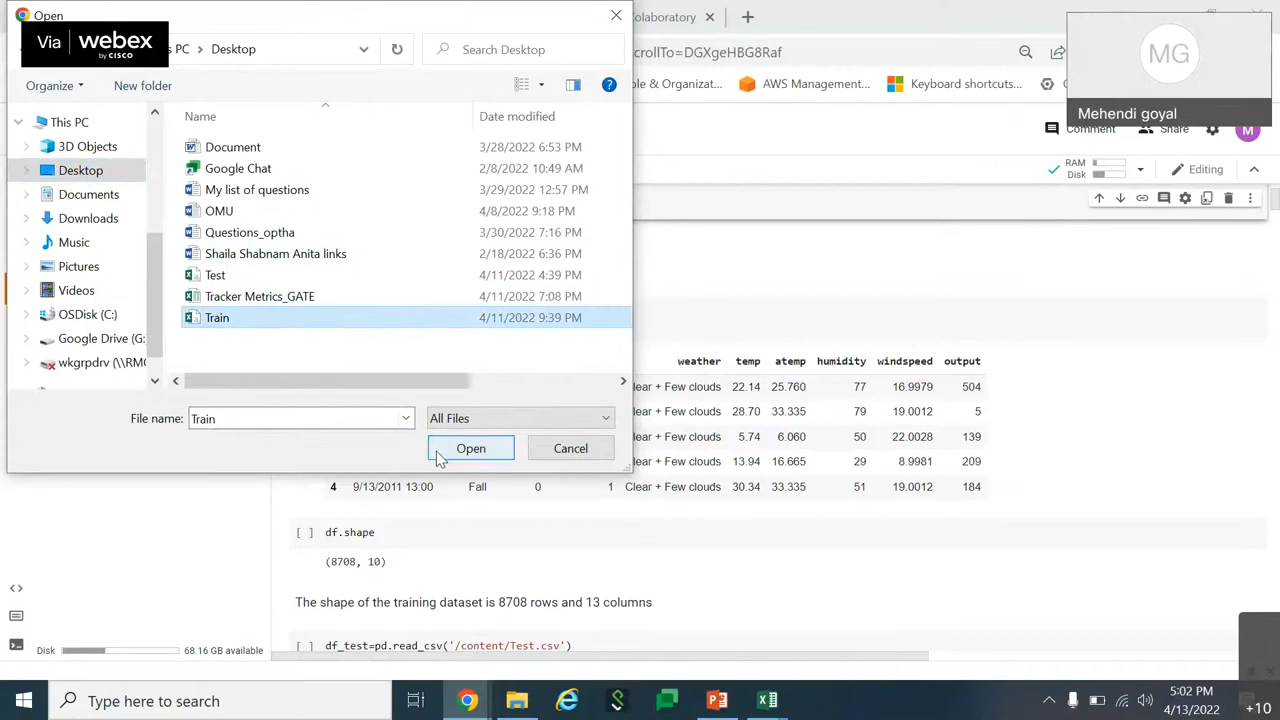 Open
Via webex
by CISCO
s PC > Desktop
Search Desktop
Organize
New folder
This PC
3D Objects
Desktop
Documents
Downloads
Music
Pictures
Videos
OSDisk (C:)
Google Drive (G:
wkgrpdrv (\\RMC
Name Date modified
Document 3/28/2022 6:53 PM
Google Chat 2/8/2022 10:49 AM
My list of questions 3/29/2022 12:57 PM
OMU 4/8/2022 9:18 PM
Questions_optha 3/30/2022 7:16 PM
Shaila Shabnam Anita links 2/18/2022 6:36 PM
Test 4/11/2022 4:39 PM
Tracker Metrics_GATE 4/11/2022 7:08 PM
Train 4/11/2022 9:39 PM
File name: Train All Files
Open Cancel
olaboratory
scrollTo=DGXgeHBG8Raf
le & Organizat... AWS Management... Keyboard shortcuts...
MG
Mehendi goyal
Comment Share M
RAM
Disk
Editing
weather temp atemp humidity windspeed output
lear + Few clouds 22.14 25.760 77 16.9979 504
lear + Few clouds 28.70 33.335 79 19.0012 5
lear + Few clouds 5.74 6.060 50 22.0028 139
lear + Few clouds 13.94 16.665 29 8.9981 209
4 9/13/2011 13:00 Fall 0 1 Clear + Few clouds 30.34 33.335 51 19.0012 184
[ ] df.shape
(8708, 10)
The shape of the training dataset is 8708 rows and 13 columns
[ ] df_test=pd.read_csv('/content/Test.csv')
Disk 68.16 GB available
Type here to search
5:02 PM
4/13/2022
+10